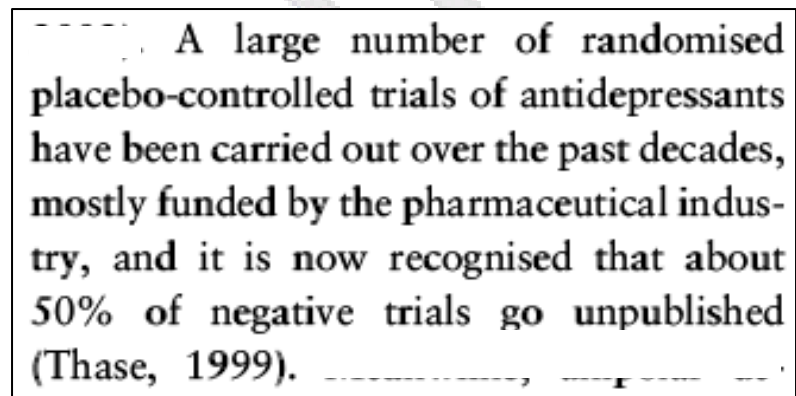 A large number of randomised
placebo-controlled trials of antidepressants
have been carried out over the past decades,
mostly funded by the pharmaceutical indus-
try, and it is now recognised that about
50% of negative trials go unpublished
(Thase, 1999).